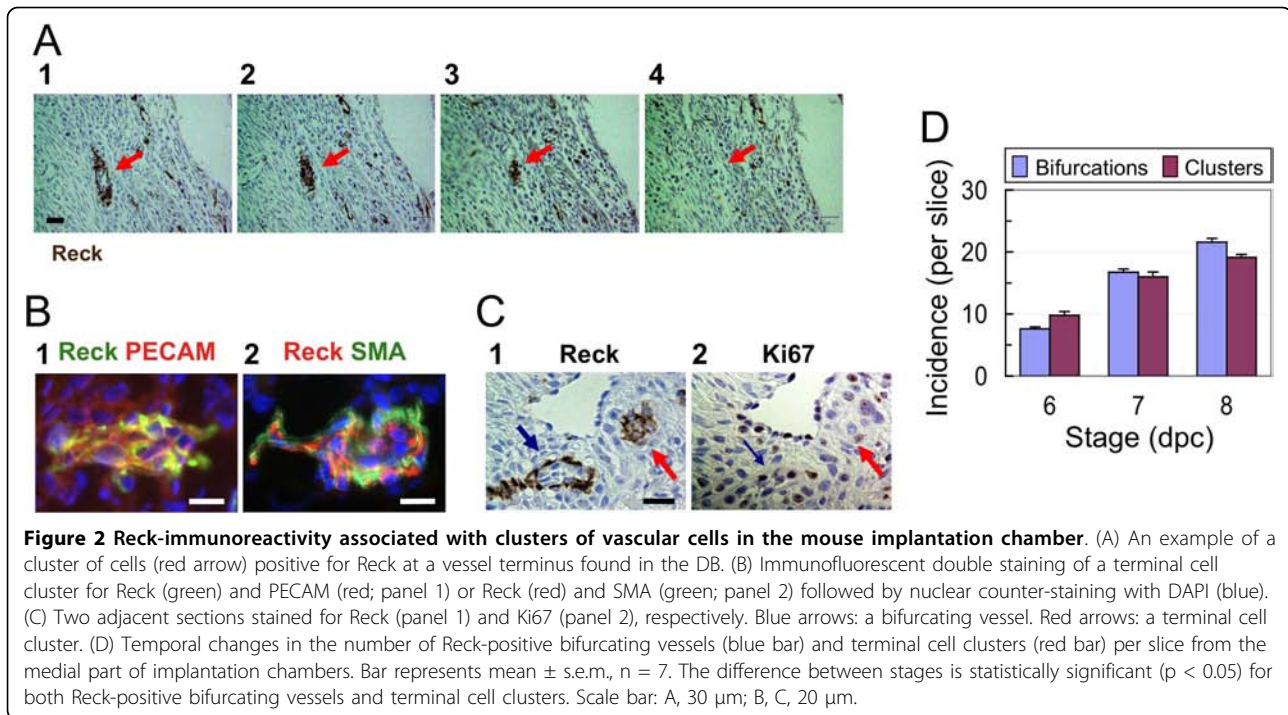 A
1 2 3 4
Reck
B
1 Reck PECAM 2 Reck SMA
C
1 Reck 2 Ki67
D
Bifurcations Clusters
Incidence (per slice)
30
20
10
0
6 7 8
Stage (dpc)
Figure 2 Reck-immunoreactivity associated with clusters of vascular cells in the mouse implantation chamber. (A) An example of a
cluster of cells (red arrow) positive for Reck at a vessel terminus found in the DB. (B) Immunofluorescent double staining of a terminal cell
cluster for Reck (green) and PECAM (red; panel 1) or Reck (red) and SMA (green; panel 2) followed by nuclear counter-staining with DAPI (blue).
(C) Two adjacent sections stained for Reck (panel 1) and Ki67 (panel 2), respectively. Blue arrows: a bifurcating vessel. Red arrows: a terminal cell
cluster. (D) Temporal changes in the number of Reck-positive bifurcating vessels (blue bar) and terminal cell clusters (red bar) per slice from the
medial part of implantation chambers. Bar represents mean ± s.e.m., n = 7. The difference between stages is statistically significant (p < 0.05) for
both Reck-positive bifurcating vessels and terminal cell clusters. Scale bar: A, 30 μm; B, C, 20 μm.